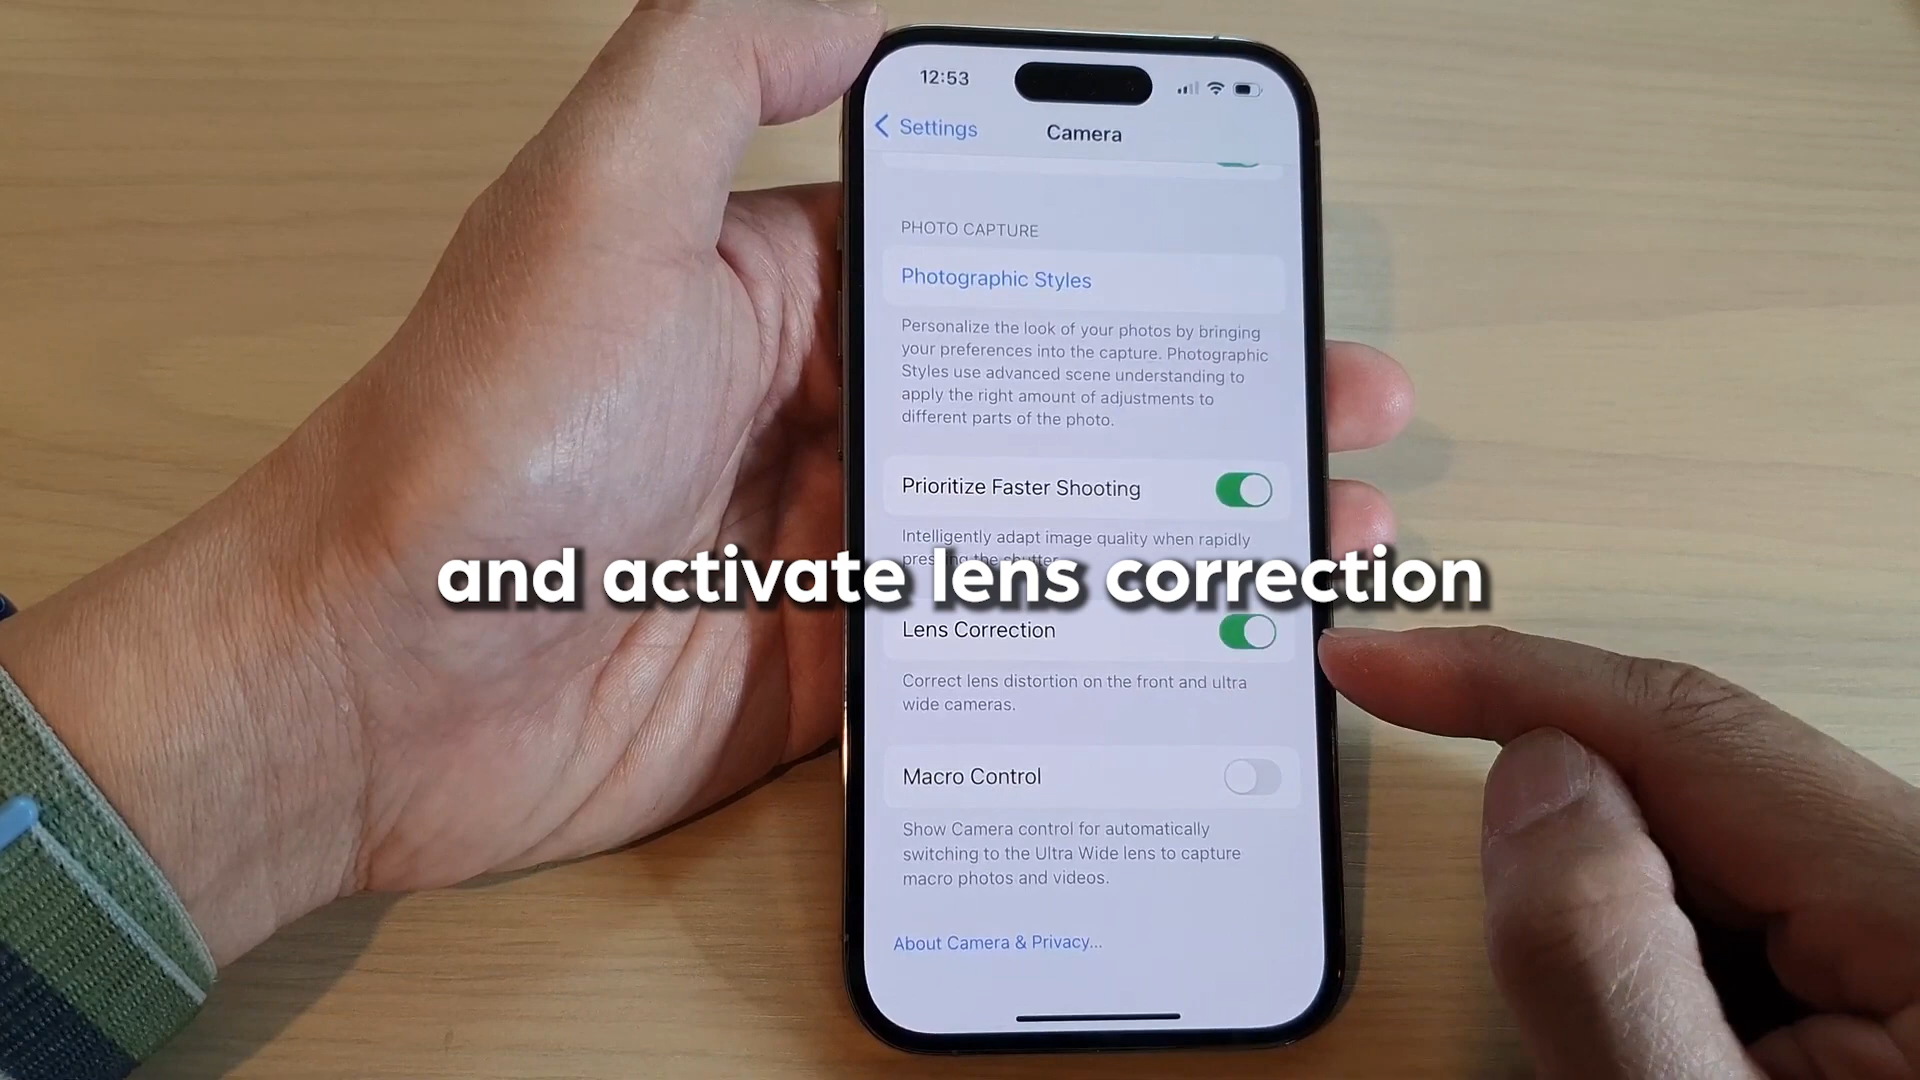 12:53
Settings
Camera
PHOTO CAPTURE
Photographic Styles
Personalize the look of your photos by bringing
your preferences into the capture. Photographic
Styles use advanced scene understanding to
apply the right amount of adjustments to
different parts of the photo.
Prioritize Faster Shooting
Intelligently adapt image quality when rapidly
pressing the shutter.
and activate lens correction
Lens Correction
Correct lens distortion on the front and ultra
wide cameras.
Macro Control
Show Camera control for automatically
switching to the Ultra Wide lens to capture
macro photos and videos.
About Camera & Privacy...